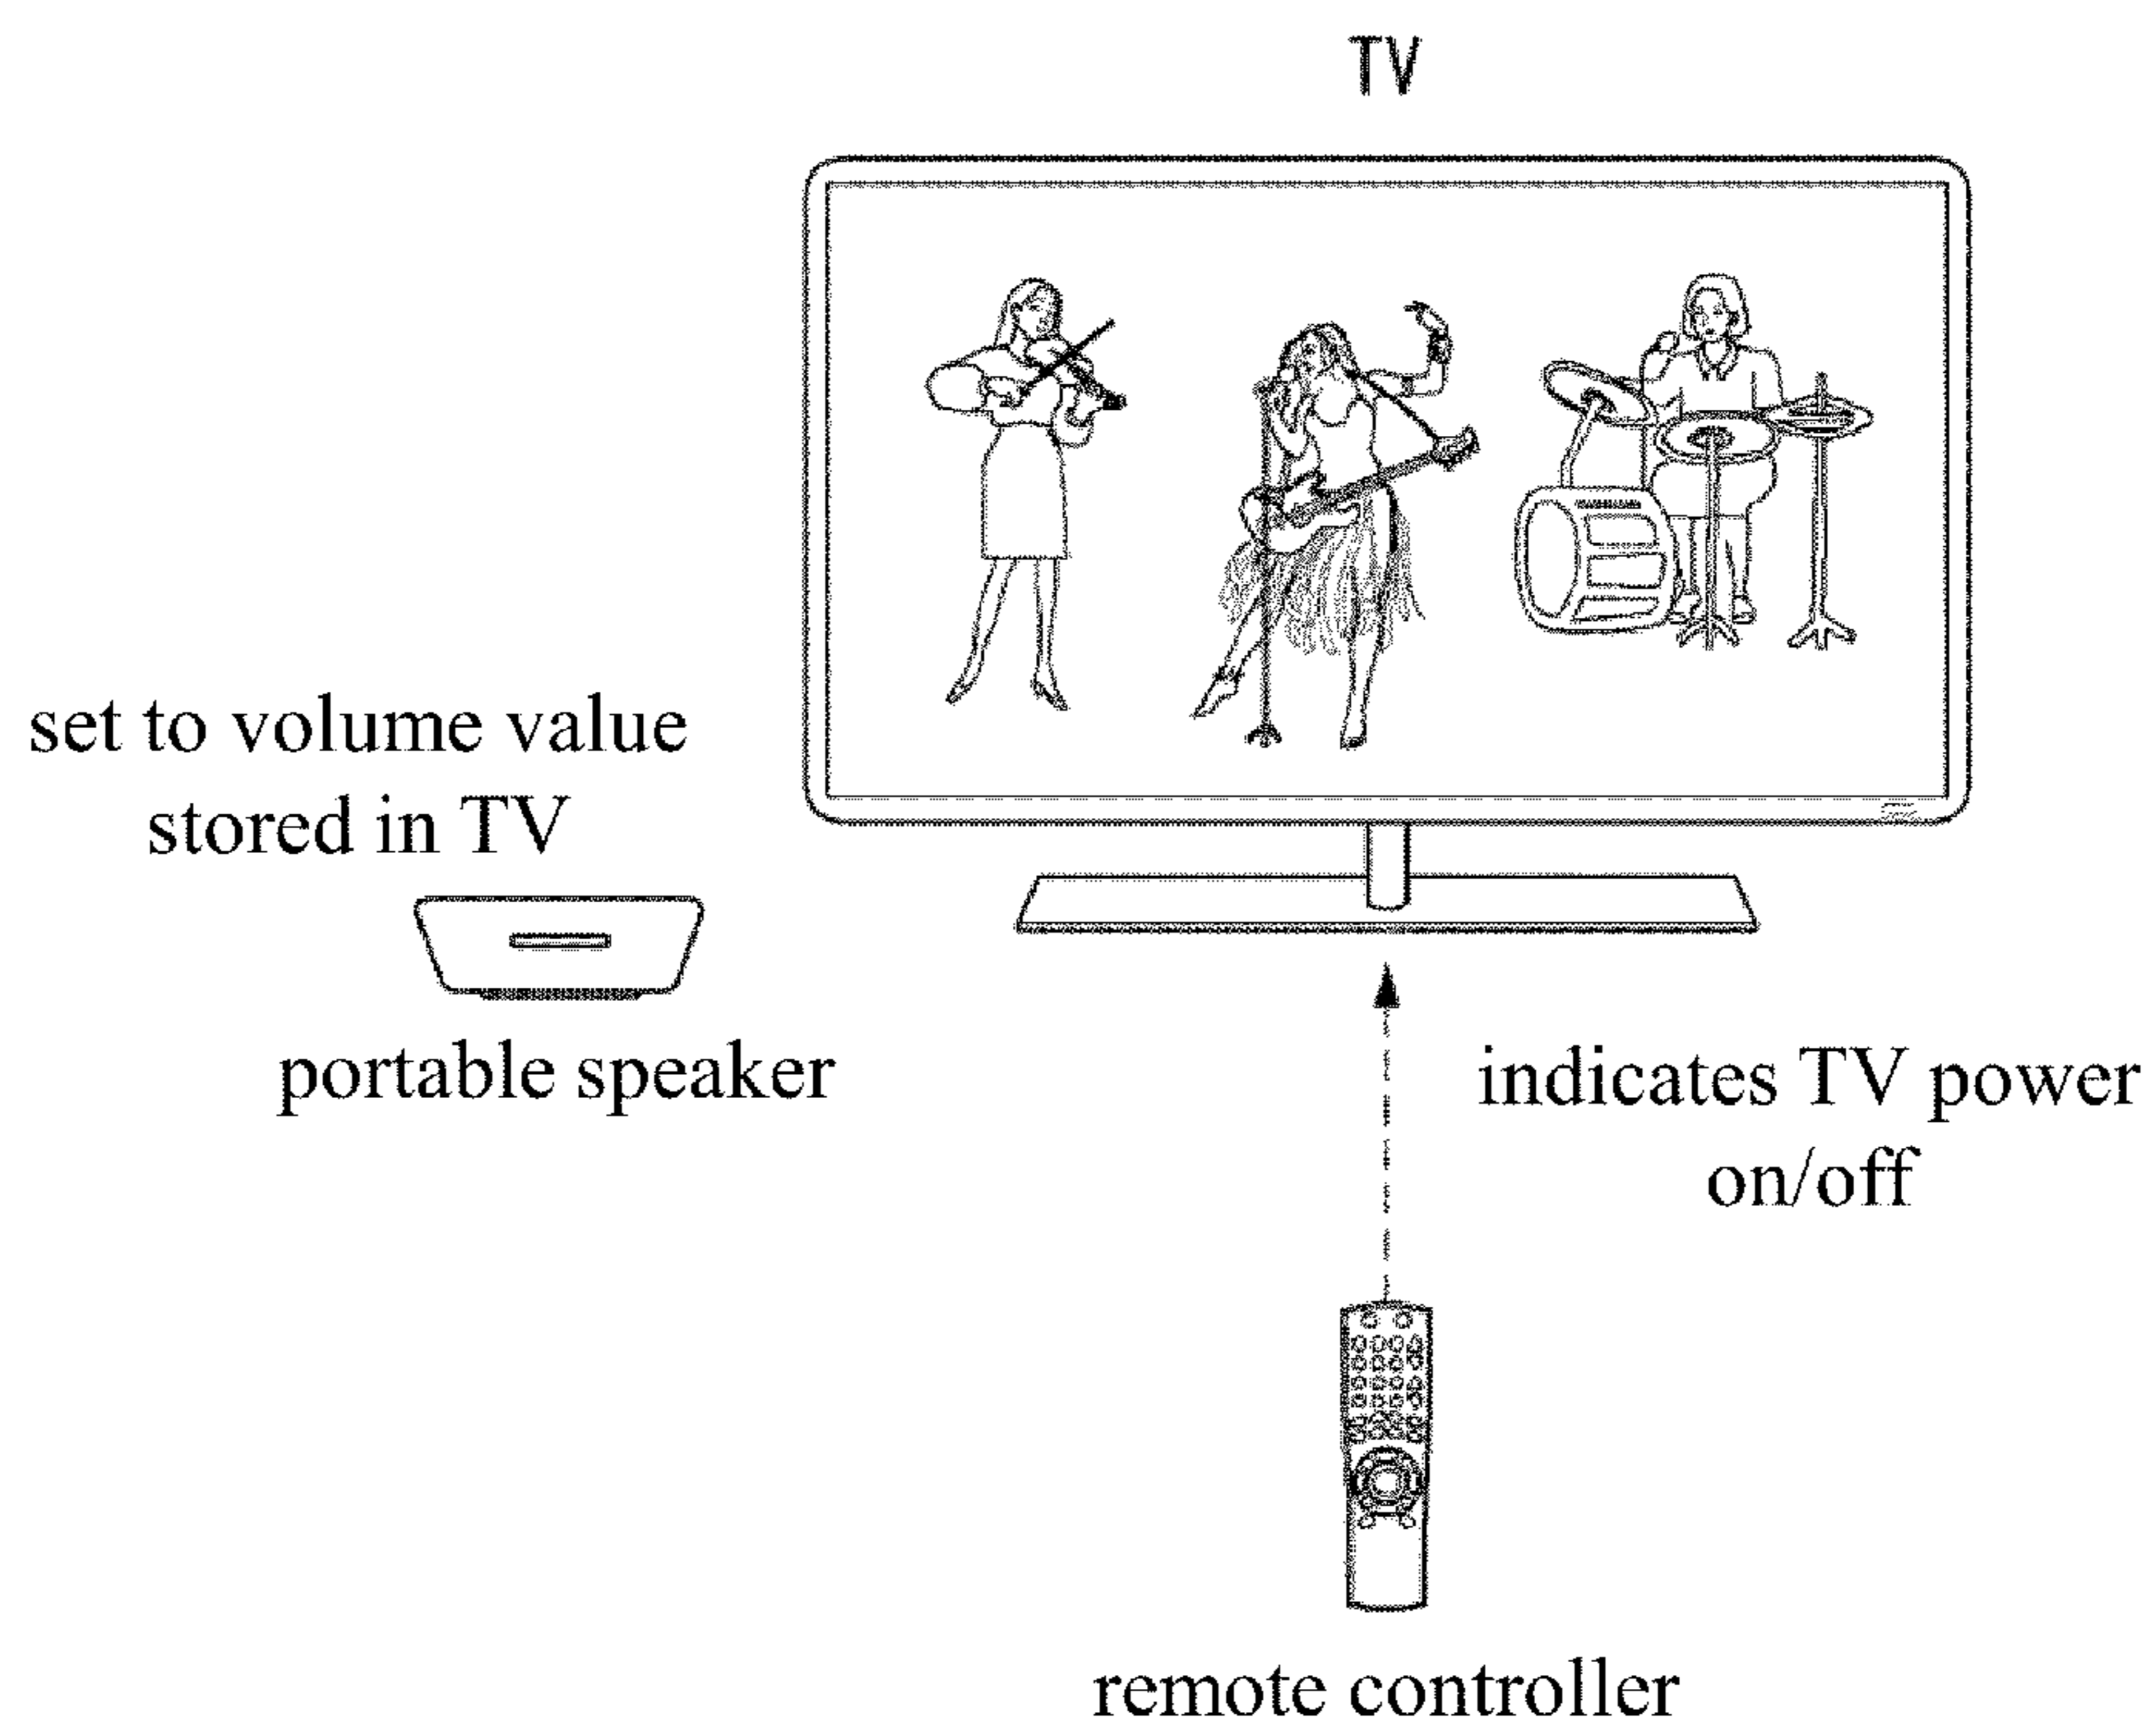 TV
set to volume value
stored in TV
portable speaker
indicates TV power
on/off
remote controller